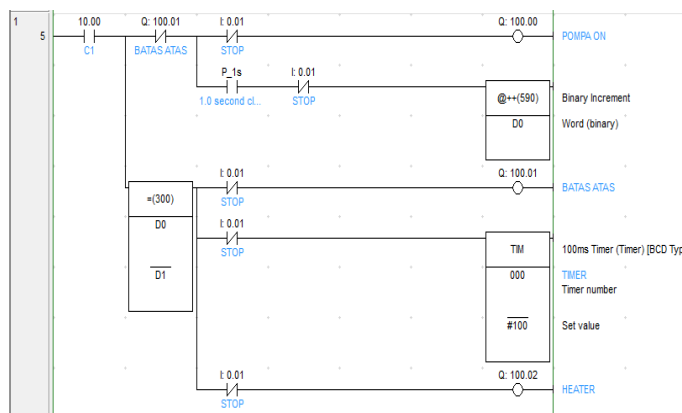 1
5
10.00
C1
Q: 100.01
BATAS ATAS
I: 0.01
STOP
Q: 100.00
POMPA ON
P_1s
1.0 second cl...
I: 0.01
STOP
@++(590)
Binary Increment
D0
Word (binary)
=(300)
D0
D1
I: 0.01
STOP
Q: 100.01
BATAS ATAS
I: 0.01
STOP
TIM
100ms Timer (Timer) [BCD Typ
000
TIMER
Timer number
#100
Set value
I: 0.01
STOP
Q: 100.02
HEATER